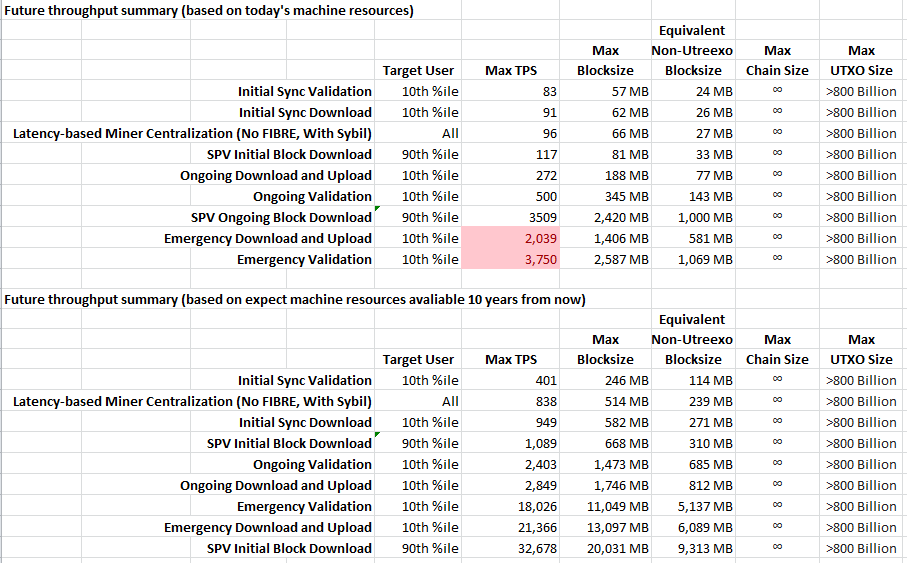 Future throughput summary (based on today's machine resources)
Equivalent
Max Non-Utreexo Max Max
Target User Max TPS Blocksize Blocksize Chain Size UTXO Size
Initial Sync Validation 10th %ile 83 57 MB 24 MB ∞ >800 Billion
Initial Sync Download 10th %ile 91 62 MB 26 MB ∞ >800 Billion
Latency-based Miner Centralization (No FIBRE, With Sybil) All 96 66 MB 27 MB ∞ >800 Billion
SPV Initial Block Download 90th %ile 117 81 MB 33 MB ∞ >800 Billion
Ongoing Download and Upload 10th %ile 272 188 MB 77 MB ∞ >800 Billion
Ongoing Validation 10th %ile 500 345 MB 143 MB ∞ >800 Billion
SPV Ongoing Block Download 90th %ile 3509 2,420 MB 1,000 MB ∞ >800 Billion
Emergency Download and Upload 10th %ile 2,039 1,406 MB 581 MB ∞ >800 Billion
Emergency Validation 10th %ile 3,750 2,587 MB 1,069 MB ∞ >800 Billion
Future throughput summary (based on expect machine resources avaliable 10 years from now)
Equivalent
Max Non-Utreexo Max Max
Target User Max TPS Blocksize Blocksize Chain Size UTXO Size
Initial Sync Validation 10th %ile 401 246 MB 114 MB ∞ >800 Billion
Latency-based Miner Centralization (No FIBRE, With Sybil) All 838 514 MB 239 MB ∞ >800 Billion
Initial Sync Download 10th %ile 949 582 MB 271 MB ∞ >800 Billion
SPV Initial Block Download 90th %ile 1,089 668 MB 310 MB ∞ >800 Billion
Ongoing Validation 10th %ile 2,403 1,473 MB 685 MB ∞ >800 Billion
Ongoing Download and Upload 10th %ile 2,849 1,746 MB 812 MB ∞ >800 Billion
Emergency Validation 10th %ile 18,026 11,049 MB 5,137 MB ∞ >800 Billion
Emergency Download and Upload 10th %ile 21,366 13,097 MB 6,089 MB ∞ >800 Billion
SPV Initial Block Download 90th %ile 32,678 20,031 MB 9,313 MB ∞ >800 Billion